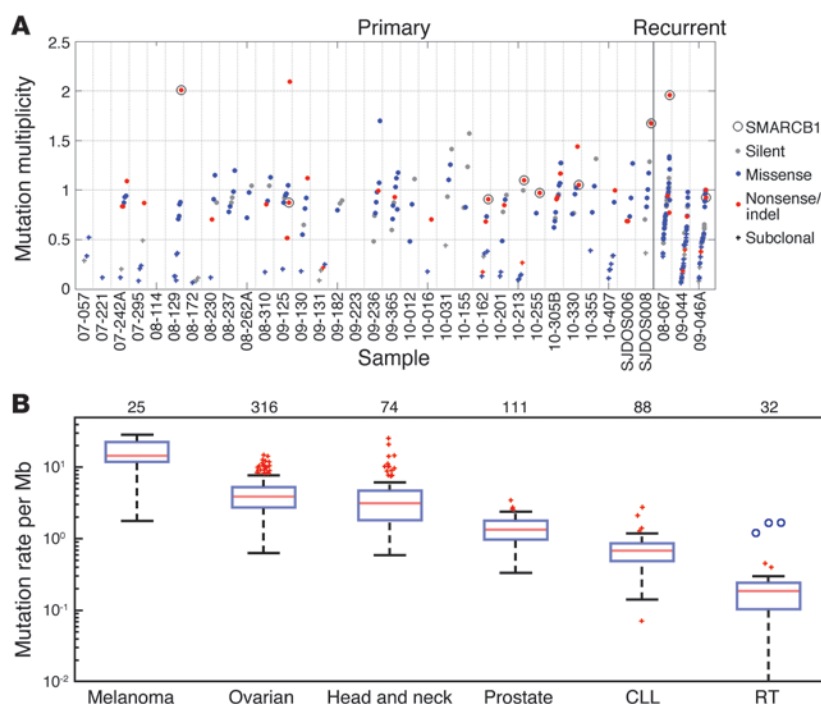 A
Primary
Recurrent
Mutation multiplicity
2.5
2
1.5
1
0.5
0
SMARCB1
Silent
Missense
Nonsense/
indel
Subclonal
07-057
07-221
07-242A
07-295
08-114
08-129
08-172
08-230
08-237
08-262A
08-310
09-125
09-130
09-131
09-182
09-223
09-236
09-365
10-012
10-016
10-031
10-155
10-162
10-201
10-213
10-255
10-305B
10-330
10-355
10-407
SJDOS006
SJDOS008
08-067
09-044
09-046A
Sample
B
25 316 74 111 88 32
Mutation rate per Mb
10¹
10⁰
10⁻¹
10⁻²
Melanoma Ovarian Head and neck Prostate CLL RT